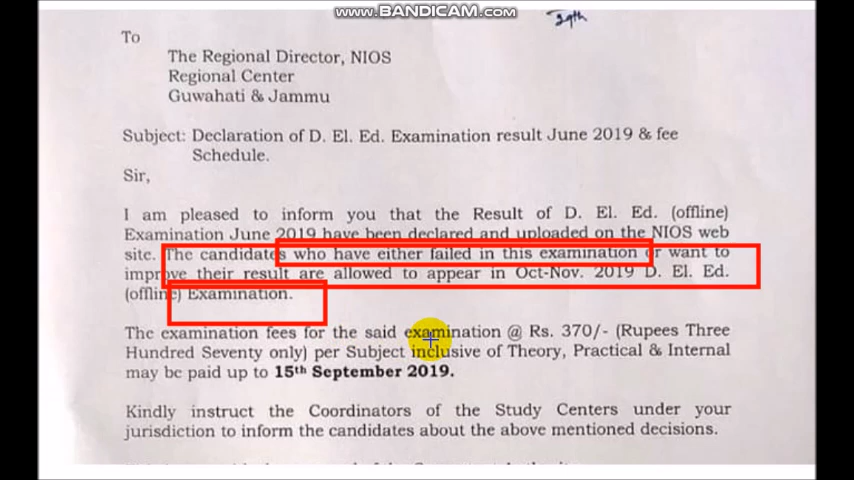 www.BANDICAM.com
To
The Regional Director, NIOS
Regional Center
Guwahati & Jammu
Subject: Declaration of D. El. Ed. Examination result June 2019 & fee
Schedule.
Sir,
I am pleased to inform you that the Result of D. El. Ed. (offline)
Examination June 2019 have been declared and uploaded on the NIOS web
site. The candidates who have either failed in this examination or want to
improve their result are allowed to appear in Oct-Nov. 2019 D. El. Ed.
(offline) Examination.
The examination fees for the said examination @ Rs. 370/- (Rupees Three
Hundred Seventy only) per Subject inclusive of Theory, Practical & Internal
may be paid up to 15th September 2019.
Kindly instruct the Coordinators of the Study Centers under your
jurisdiction to inform the candidates about the above mentioned decisions.